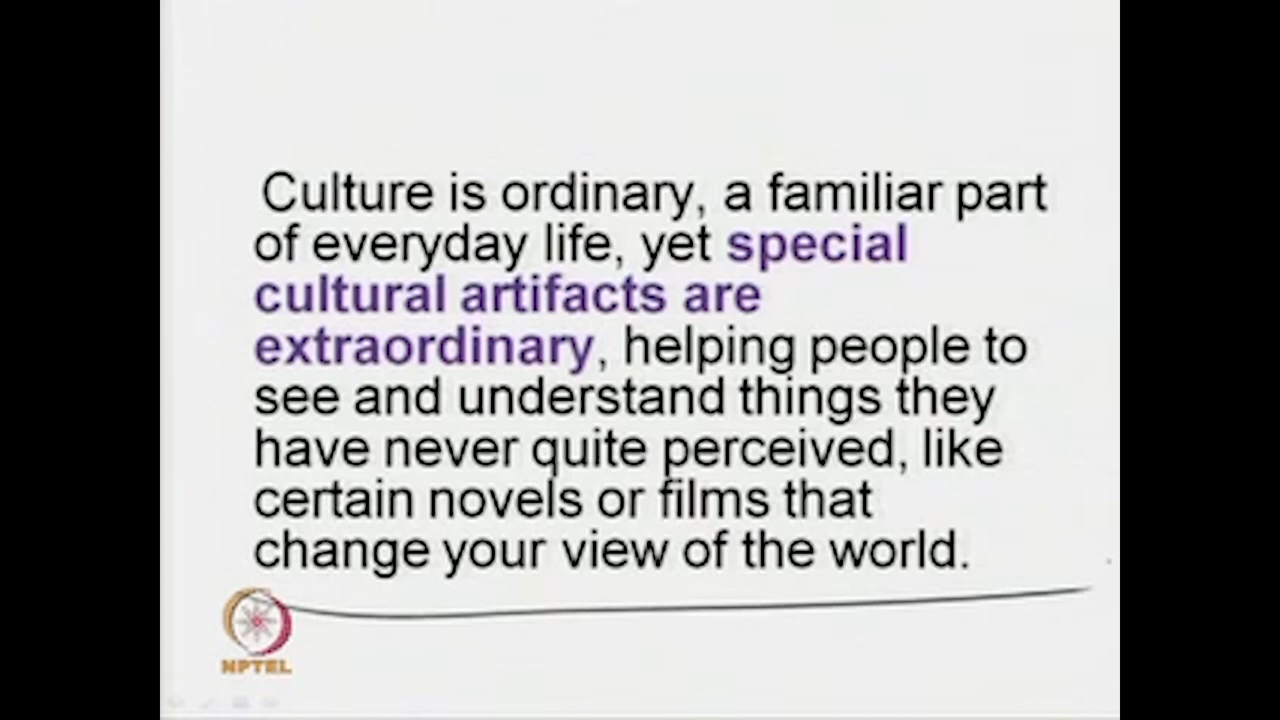 Culture is ordinary, a familiar part
of everyday life, yet special
cultural artifacts are
extraordinary, helping people to
see and understand things they
have never quite perceived, like
certain novels or films that
change your view of the world.
NPTEL